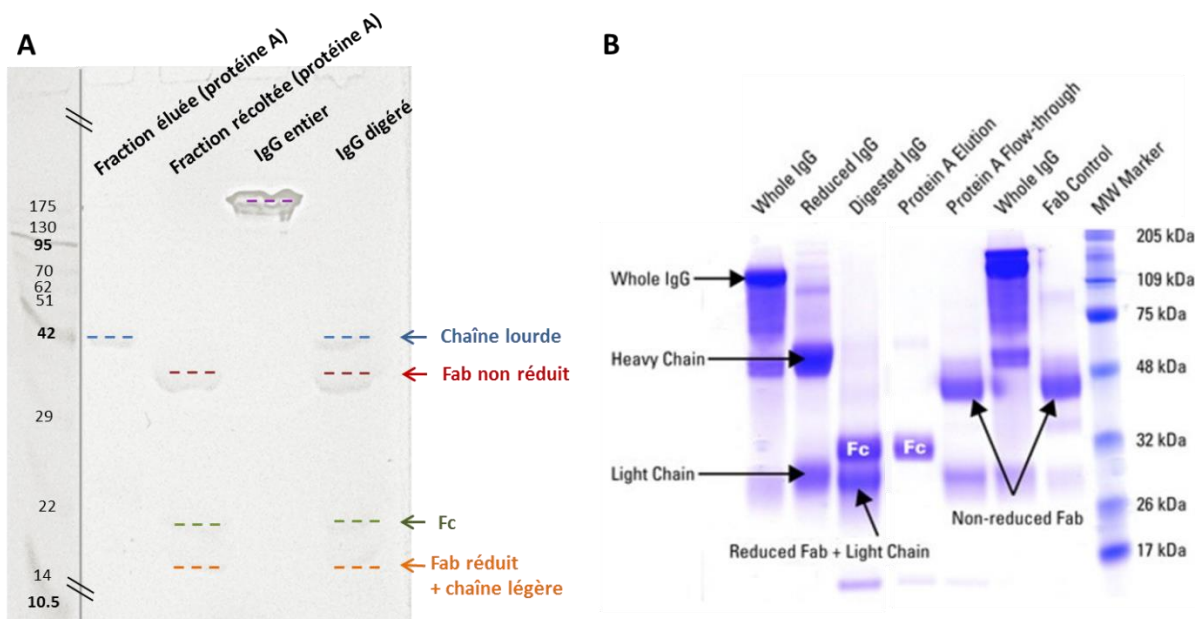 A
Fraction éluée (protéine A)
Fraction récoltée (protéine A)
IgG entier
IgG digéré
175
130
95
70
62
51
42
29
22
14
10.5
Chaîne lourde
Fab non réduit
Fc
Fab réduit
+ chaîne légère
B
Whole IgG
Reduced IgG
Digested IgG
Protein A Elution
Protein A Flow-through
Whole IgG
Fab Control
MW Marker
Whole IgG
Heavy Chain
Light Chain
Fc
Fc
Reduced Fab + Light Chain
Non-reduced Fab
205 kDa
109 kDa
75 kDa
48 kDa
32 kDa
26 kDa
17 kDa